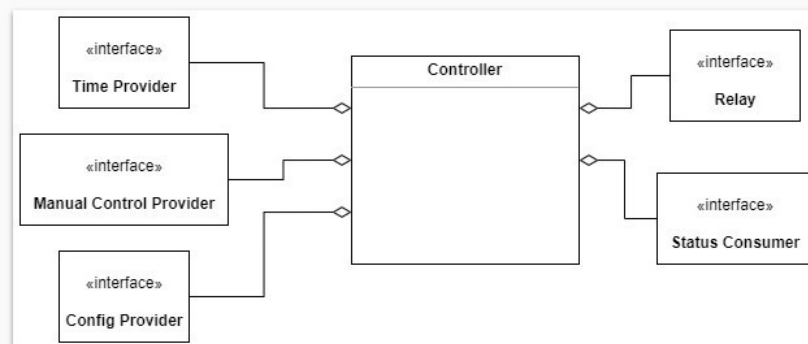 «interface»
Time Provider
«interface»
Manual Control Provider
«interface»
Config Provider
Controller
«interface»
Relay
«interface»
Status Consumer